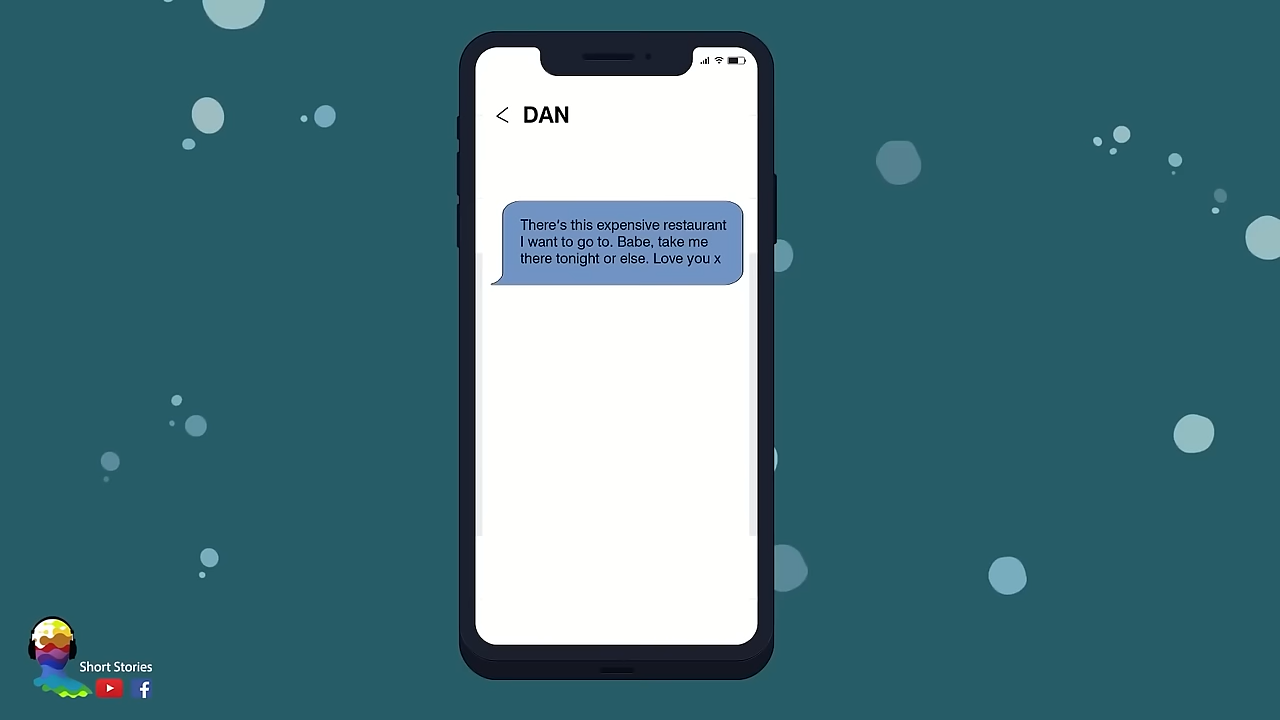 DAN
There's this expensive restaurant
I want to go to. Babe, take me
there tonight or else. Love you x
Short Stories